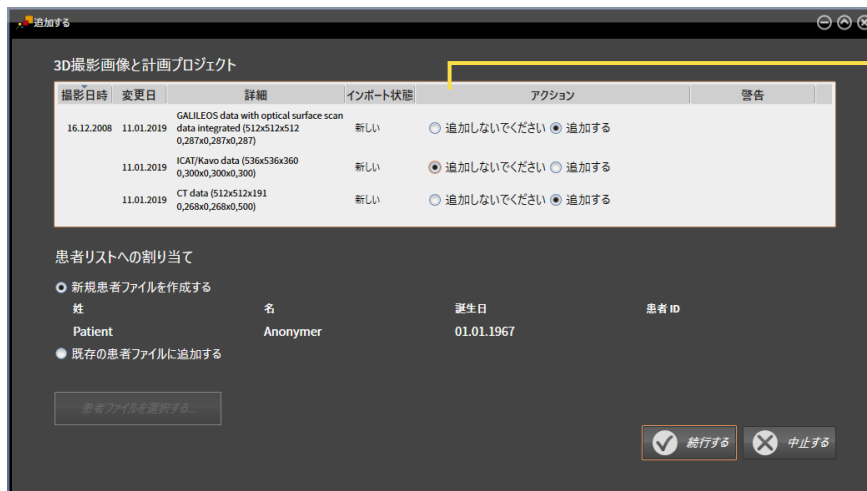 追加する
3D撮影画像と計画プロジェクト
撮影日時 変更日 詳細 インポート状態 アクション 警告
GALILEOS data with optical surface scan
16.12.2008 11.01.2019 data integrated (512x512x512 新しい 追加しないでください 追加する
0,287x0,287x0,287)
11.01.2019 ICAT/Kavo data (536x536x360 新しい 追加しないでください 追加する
0,300x0,300x0,300)
11.01.2019 CT data (512x512x191 新しい 追加しないでください 追加する
0,268x0,268x0,500)
患者リストへの割り当て
新規患者ファイルを作成する
姓 名 誕生日 患者 ID
Patient Anonymer 01.01.1967
既存の患者ファイルに追加する
患者ファイルを選択する...
続行する 中止する